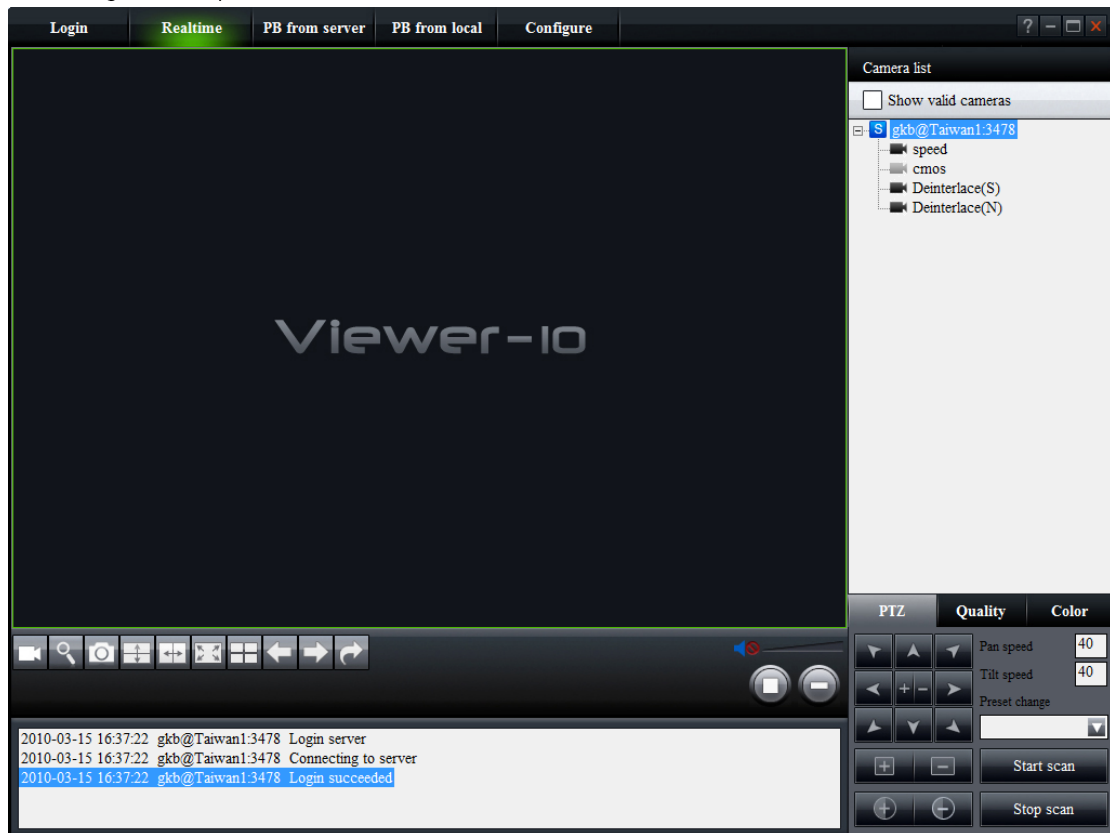 Login Realtime PB from server PB from local Configure ?
Camera list
Show valid cameras
S gkb@Taiwan1:3478
speed
cmos
Deinterlace(S)
Deinterlace(N)
Viewer-10
PTZ Quality Color
Pan speed 40
Tilt speed 40
Preset change
Start scan
Stop scan
2010-03-15 16:37:22 gkb@Taiwan1:3478 Login server
2010-03-15 16:37:22 gkb@Taiwan1:3478 Connecting to server
2010-03-15 16:37:22 gkb@Taiwan1:3478 Login succeeded